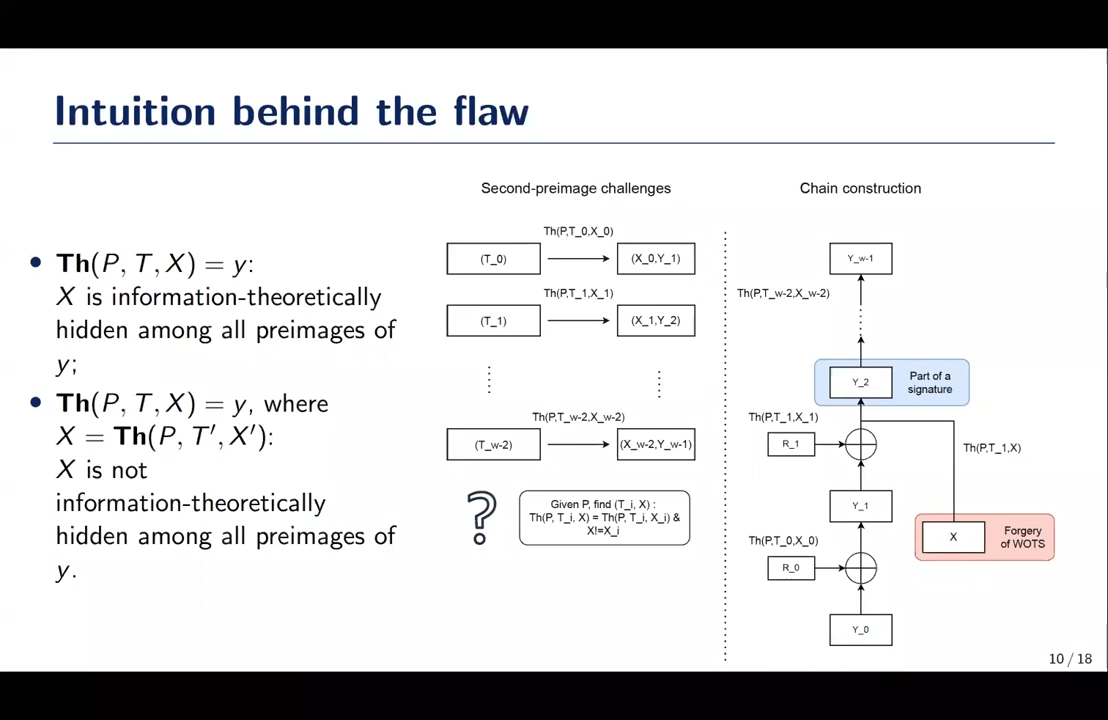 Intuition behind the flaw
• Th(P, T, X) = y:
X is information-theoretically
hidden among all preimages of
y;
• Th(P, T, X) = y, where
X = Th(P, T′, X′):
X is not
information-theoretically
hidden among all preimages of
y.
Second-preimage challenges
Th(P,T_0,X_0)
(T_0)
(X_0,Y_1)
Th(P,T_1,X_1)
(T_1)
(X_1,Y_2)
Th(P,T_w-2,X_w-2)
(T_w-2)
(X_w-2,Y_w-1)
?
Given P, find (T_i, X) :
Th(P, T_i, X) = Th(P, T_i, X_i) &
X!=X_i
Chain construction
Y_w-1
Th(P,T_w-2,X_w-2)
Y_2
Part of a
signature
Th(P,T_1,X_1)
R_1
Th(P,T_1,X)
Y_1
X
Forgery
of WOTS
Th(P,T_0,X_0)
R_0
Y_0
10 / 18